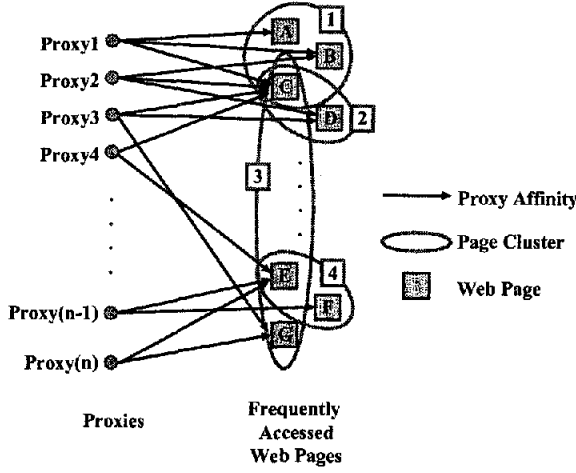 1
A
Proxy1
B
Proxy2
C
Proxy3
D
2
Proxy4
3
Proxy Affinity
Page Cluster
E
4
Web Page
Proxy(n-1)
F
G
Proxy(n)
Proxies
Frequently
Accessed
Web Pages